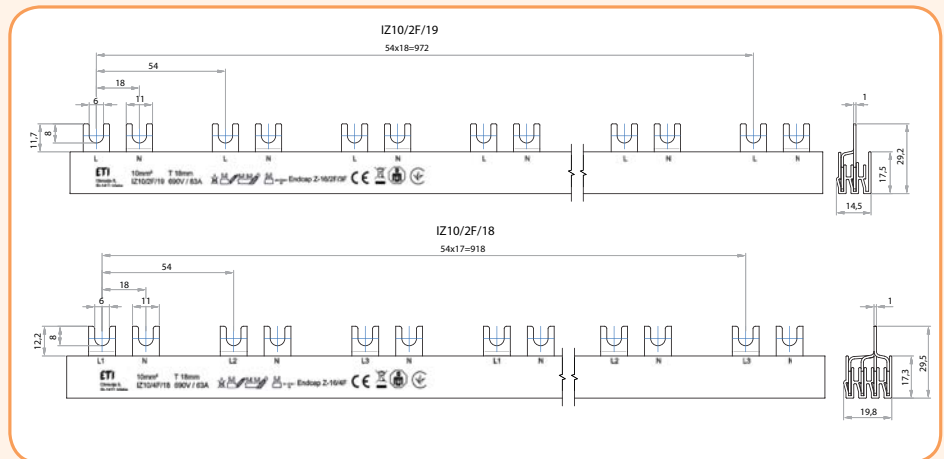 IZ10/2F/19
54x18=972
54
18
6
11
8
11,7
1
L N L N L N L N L N L N
29,2
17,5
14,5
ETI
10mm² T 18mm
IZ10/2F/19 690V / 63A
Endcap Z-16/2F/3F
IZ10/2F/18
54x17=918
54
18
6
11
8
12,2
1
L1 N L2 N L3 N L1 N L2 N L3 N
29,5
17,3
19,8
ETI
10mm² T 18mm
IZ10/4F/18 690V / 63A
Endcap Z-16/4F